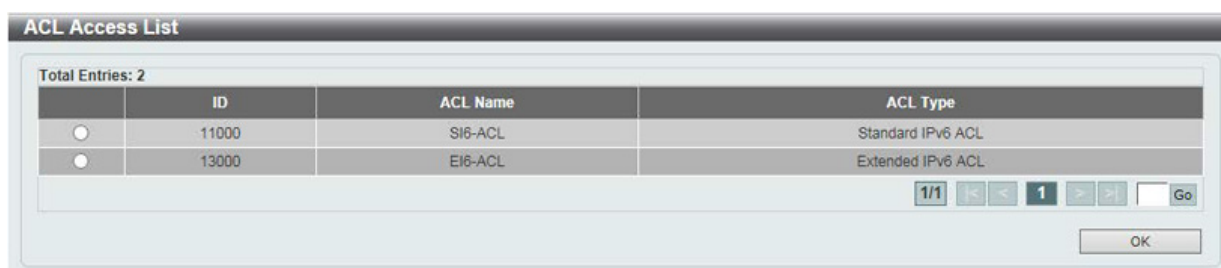 ACL Access List
Total Entries: 2
ID ACL Name ACL Type
11000 SI6-ACL Standard IPv6 ACL
13000 EI6-ACL Extended IPv6 ACL
1/1 |< < 1 > >| Go
OK